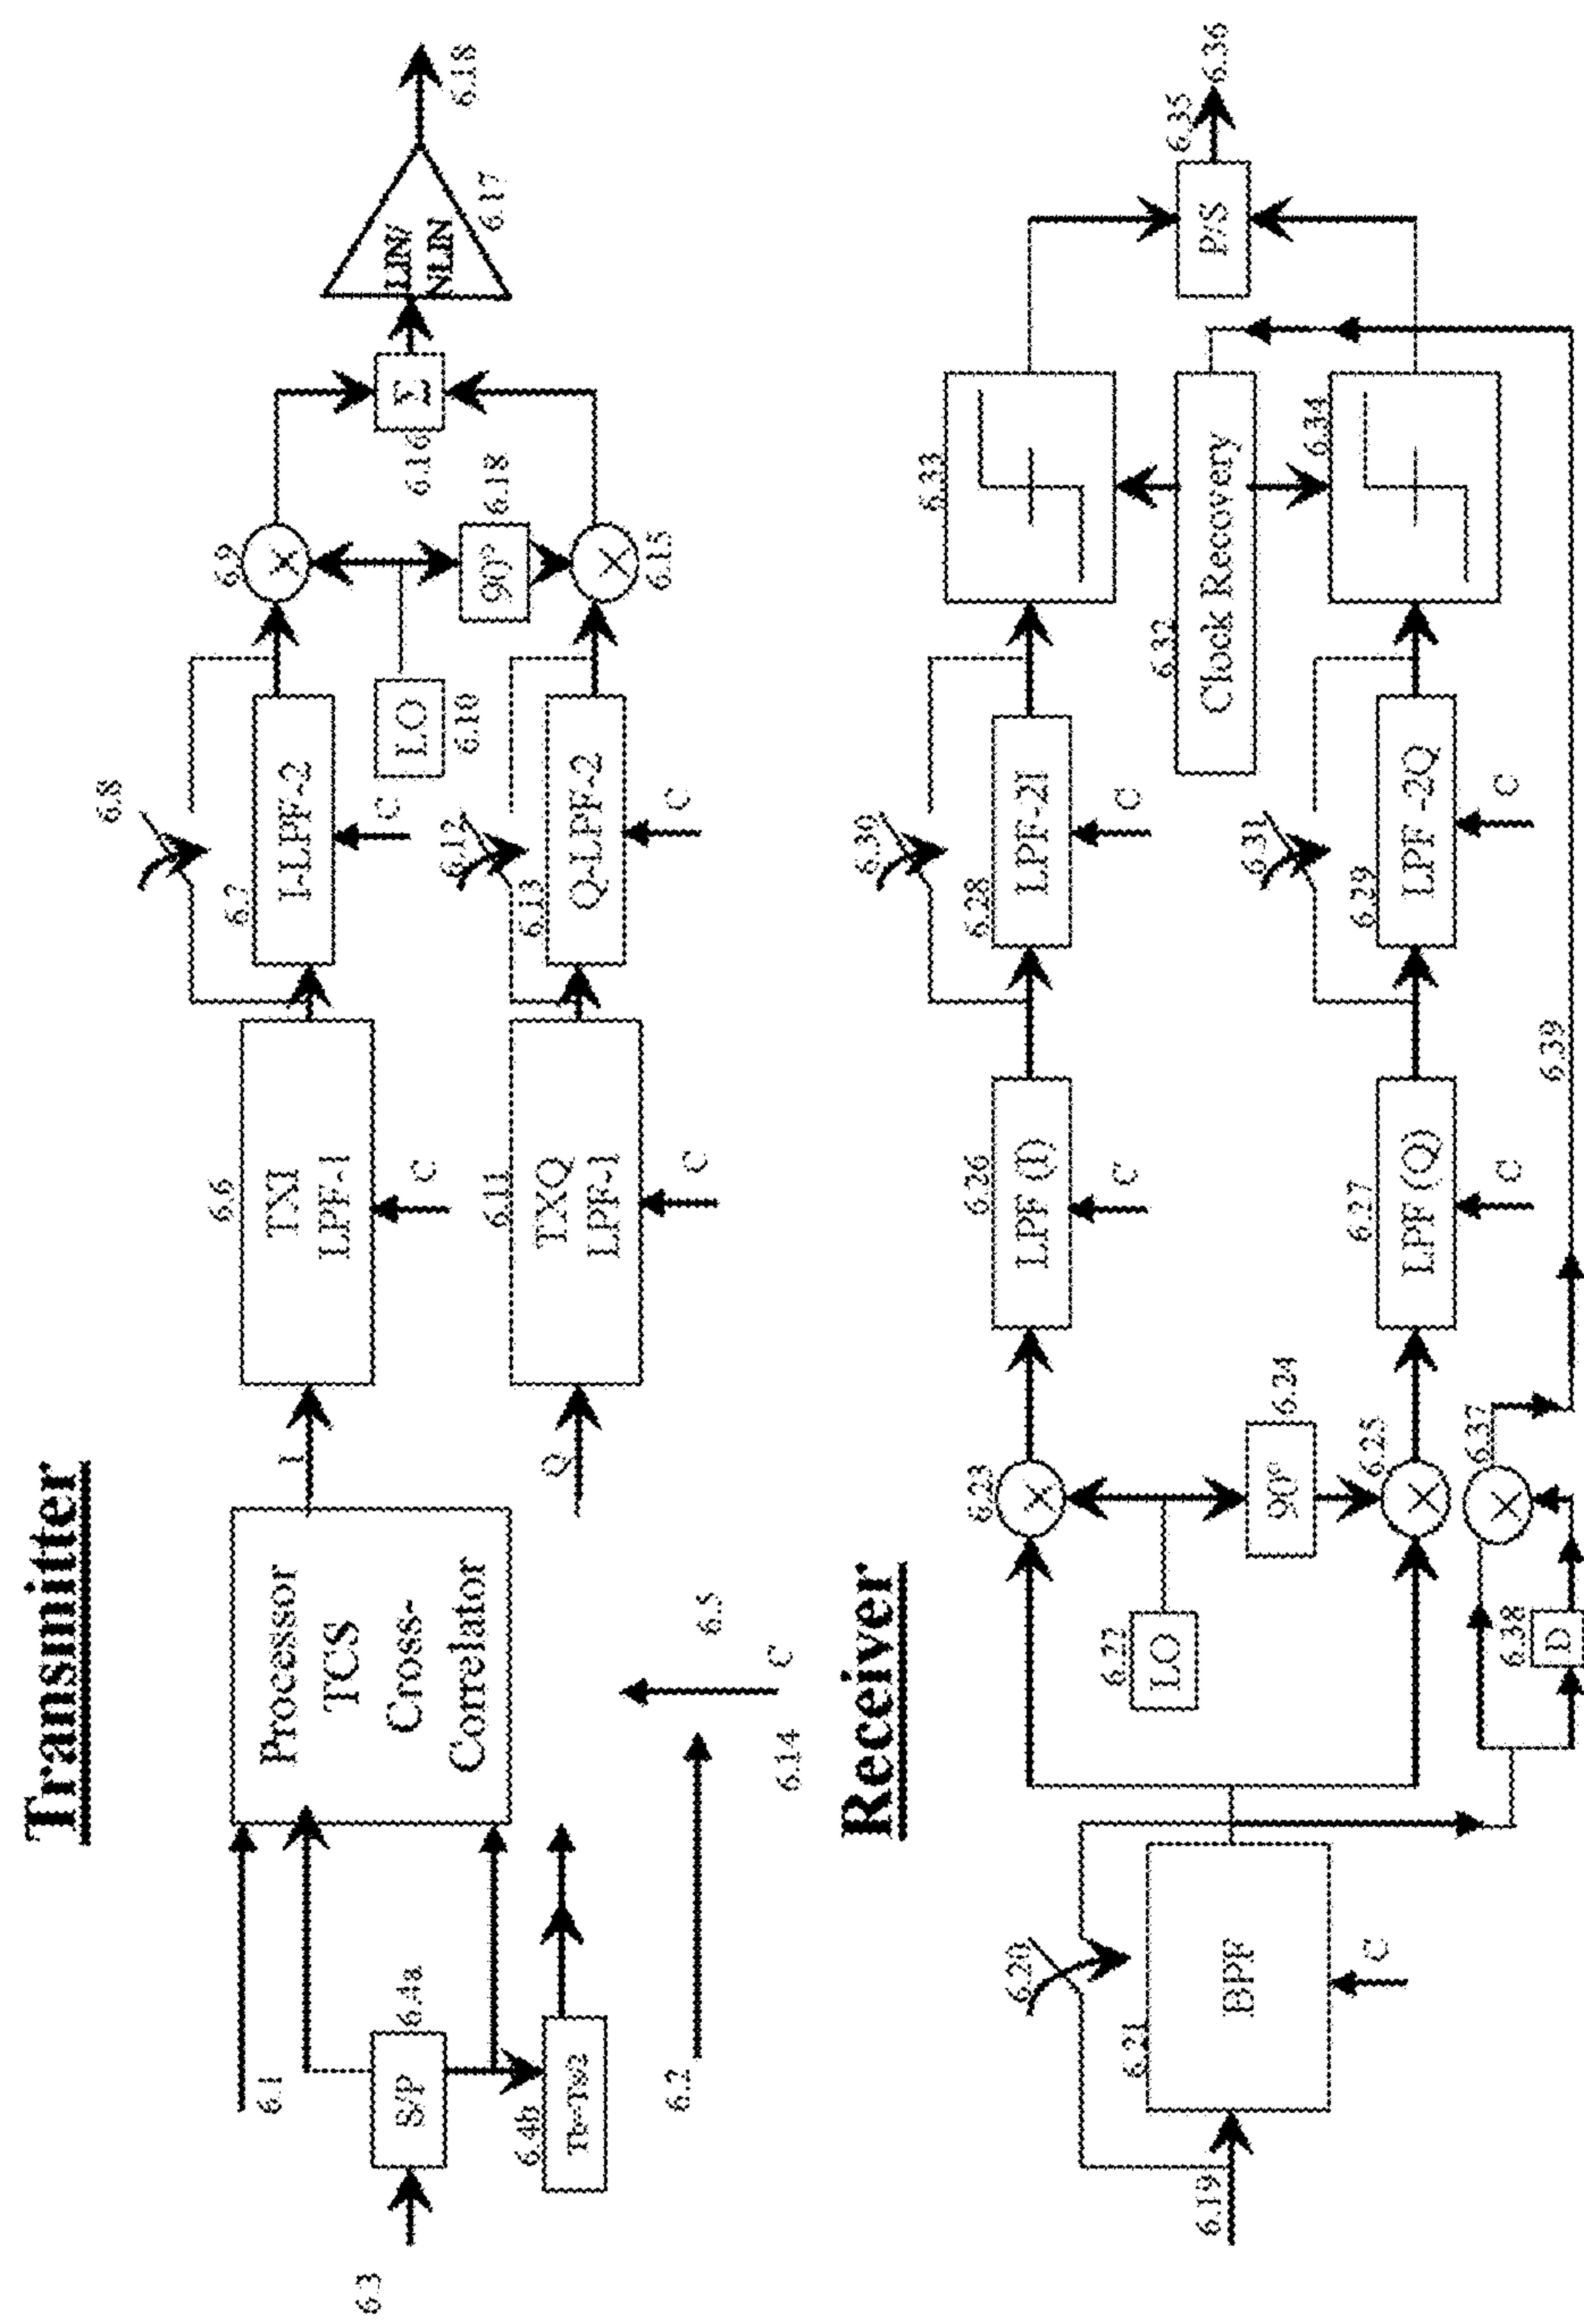 Transmitter
6.1
6.3
S/P
6.4a
6.4b
Tb=Ts/2
6.2
Processor
TCS
Cross-
Correlator
6.5
C
6.14
I
Q
6.6
TXI
LPF-1
C
6.11
TXQ
LPF-1
C
6.8
6.7
I-LPF-2
C
6.12
6.13
Q-LPF-2
C
LO
6.10
6.9
90°
6.18
6.15
Σ
6.16
LIN/
NLIN
6.17
6.18
Receiver
6.19
6.20
6.21
BPF
C
6.22
LO
6.23
90°
6.24
6.25
6.37
6.38
D
6.39
6.26
LPF (I)
C
6.27
LPF (Q)
C
6.30
6.28
LPF-2I
C
6.31
6.29
LPF -2Q
C
6.32
Clock Recovery
6.33
6.34
P/S
6.35
6.36